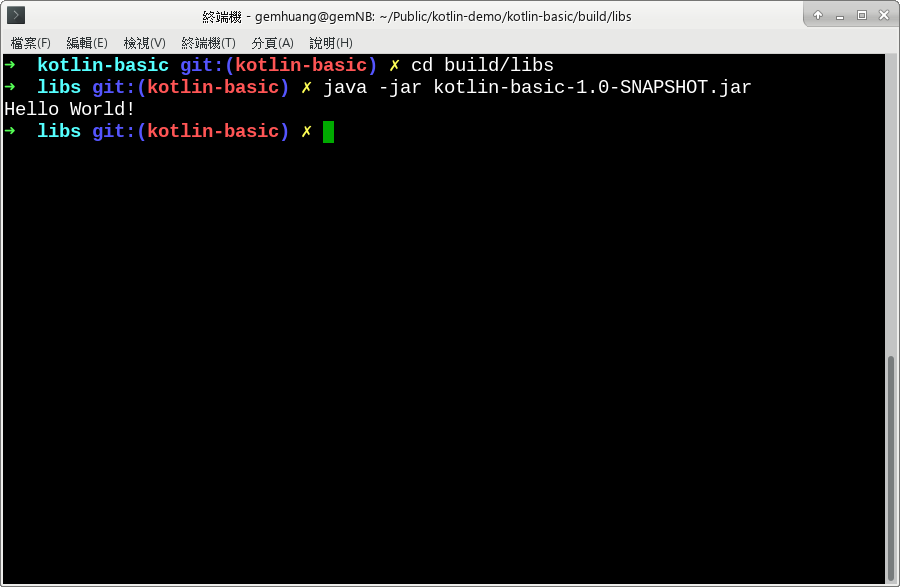 終端機 - gemhuang@gemNB: ~/Public/kotlin-demo/kotlin-basic/build/libs
檔案(F) 編輯(E) 檢視(V) 終端機(T) 分頁(A) 說明(H)
➜ kotlin-basic git:(kotlin-basic) ✗ cd build/libs
➜ libs git:(kotlin-basic) ✗ java -jar kotlin-basic-1.0-SNAPSHOT.jar
Hello World!
➜ libs git:(kotlin-basic) ✗